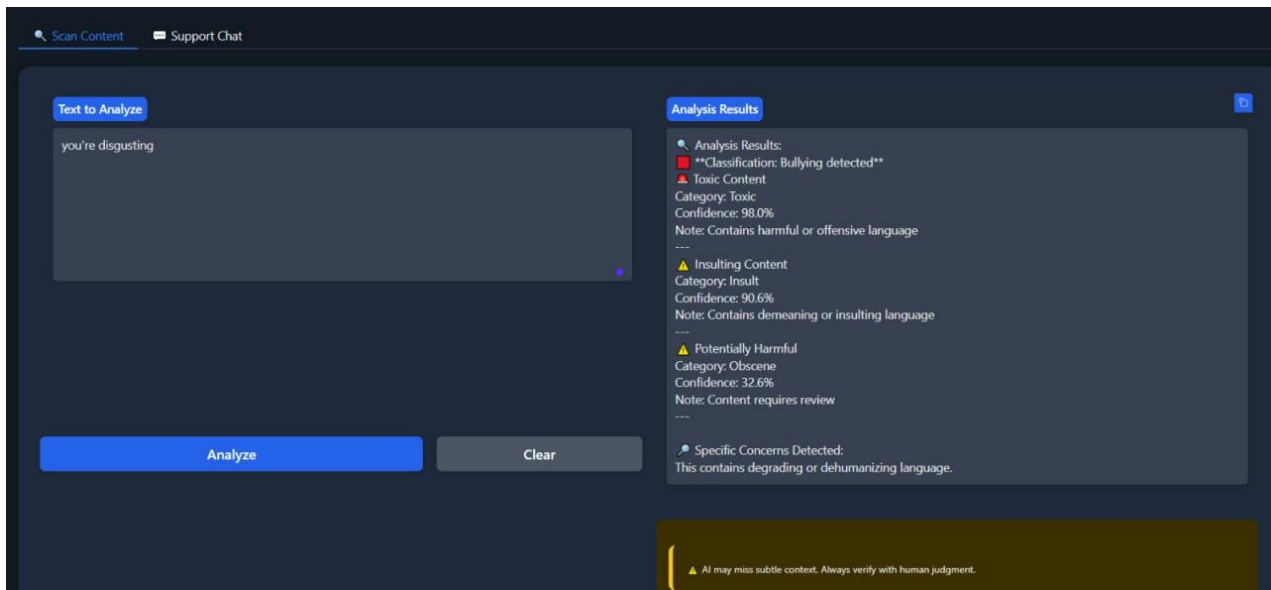 🔍 Scan Content
💬 Support Chat
Text to Analyze
you're disgusting
Analyze
Clear
Analysis Results
🔍 Analysis Results:
🟥 **Classification: Bullying detected**
🚨 Toxic Content
Category: Toxic
Confidence: 98.0%
Note: Contains harmful or offensive language
---
⚠️ Insulting Content
Category: Insult
Confidence: 90.6%
Note: Contains demeaning or insulting language
---
⚠️ Potentially Harmful
Category: Obscene
Confidence: 32.6%
Note: Content requires review
---
🔎 Specific Concerns Detected:
This contains degrading or dehumanizing language.
⚠️ AI may miss subtle context. Always verify with human judgment.